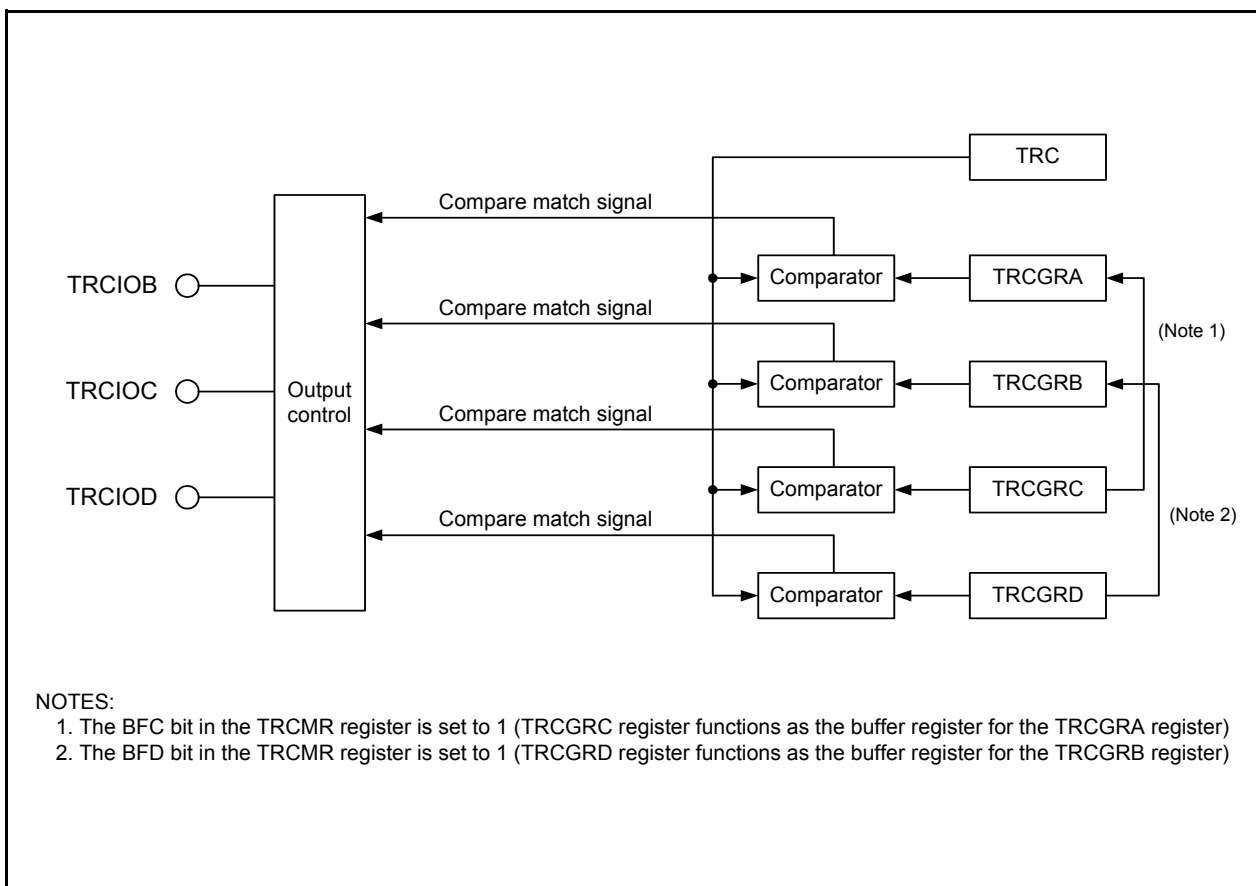 TRC
Compare match signal
Comparator
TRCGRA
TRCIOB
(Note 1)
Compare match signal
Comparator
TRCGRB
TRCIOC
Output
control
Compare match signal
Comparator
TRCGRC
TRCIOD
(Note 2)
Compare match signal
Comparator
TRCGRD
NOTES:
1. The BFC bit in the TRCMR register is set to 1 (TRCGRC register functions as the buffer register for the TRCGRA register)
2. The BFD bit in the TRCMR register is set to 1 (TRCGRD register functions as the buffer register for the TRCGRB register)